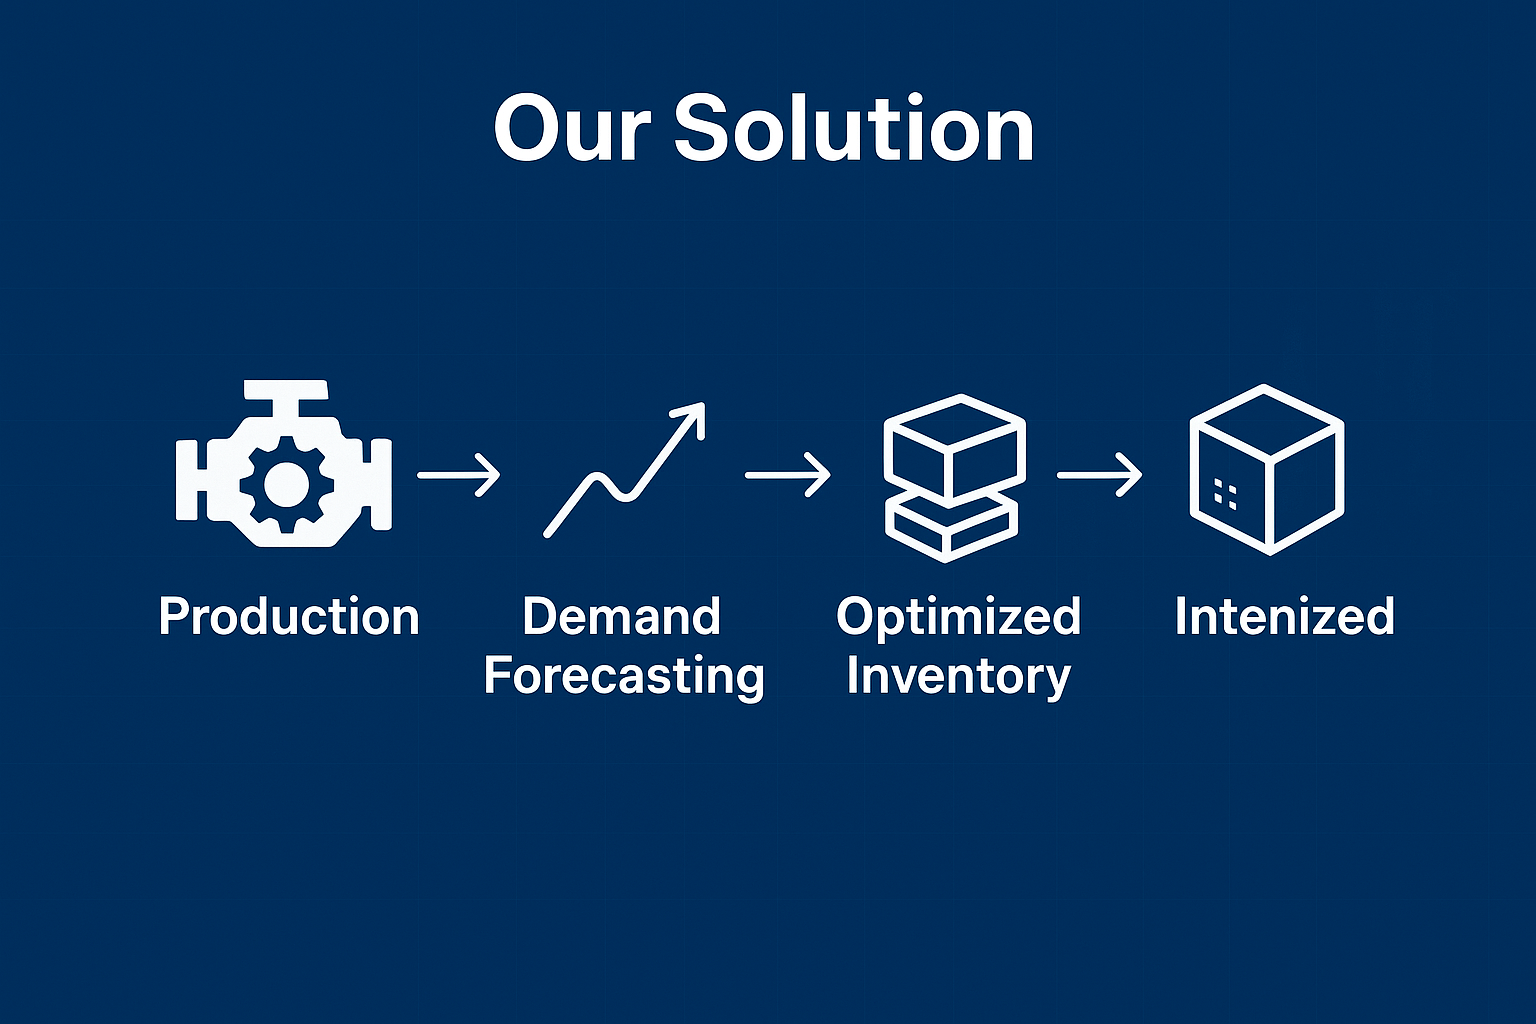 Our Solution
Production
Demand
Forecasting
Optimized
Inventory
Intenized